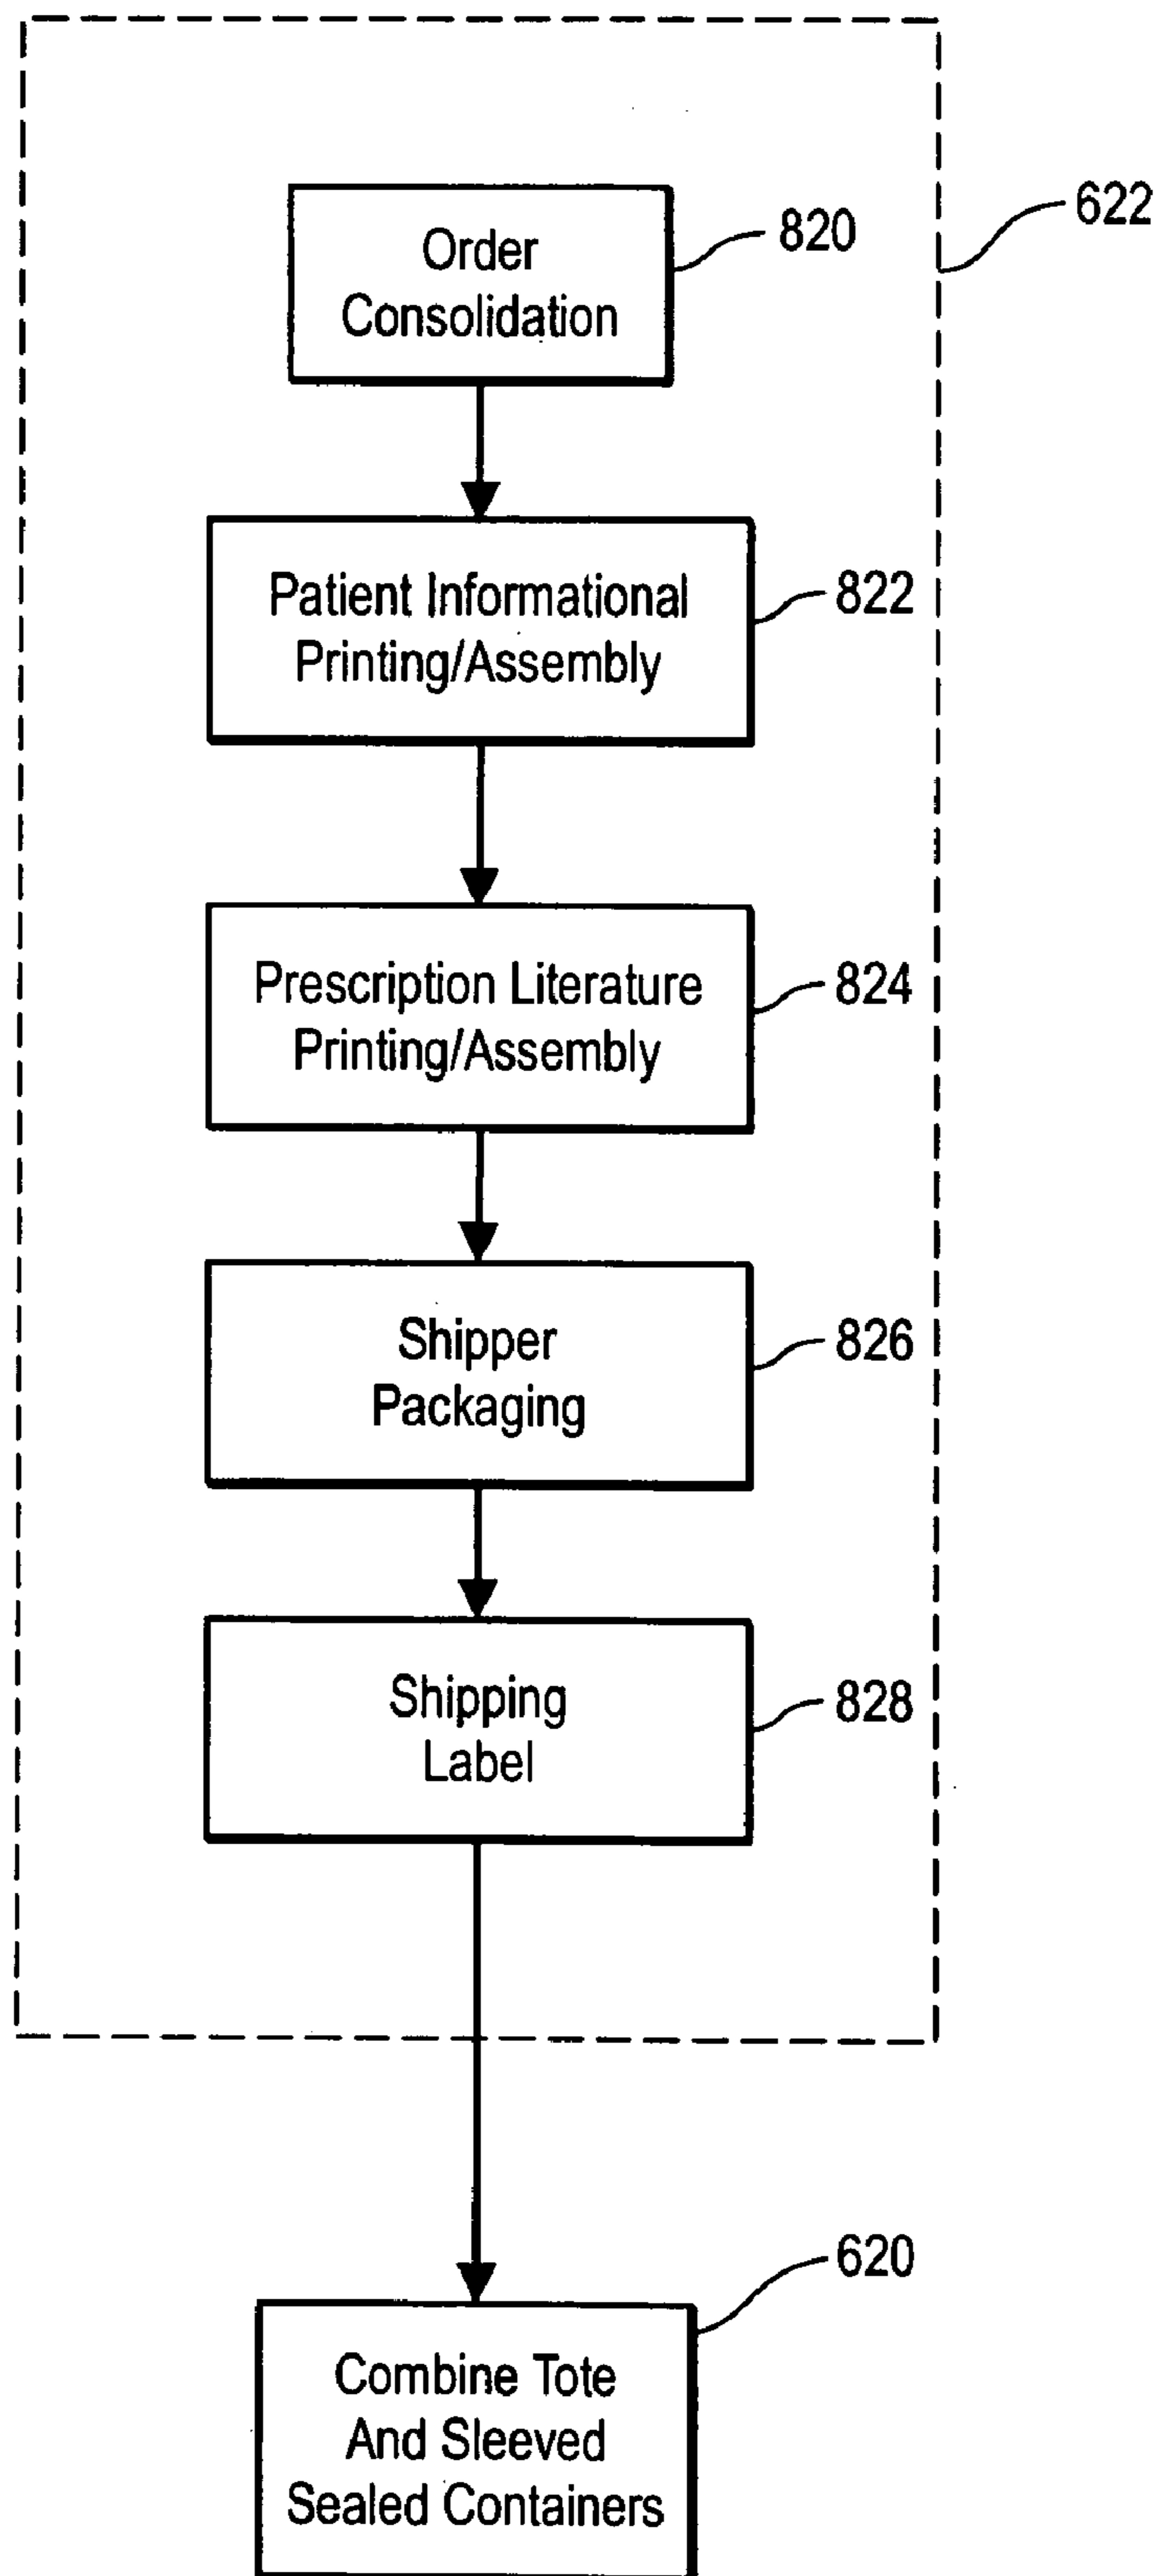 622
Order
Consolidation
820
Patient Informational
Printing/Assembly
822
Prescription Literature
Printing/Assembly
824
Shipper
Packaging
826
Shipping
Label
828
620
Combine Tote
And Sleeved
Sealed Containers